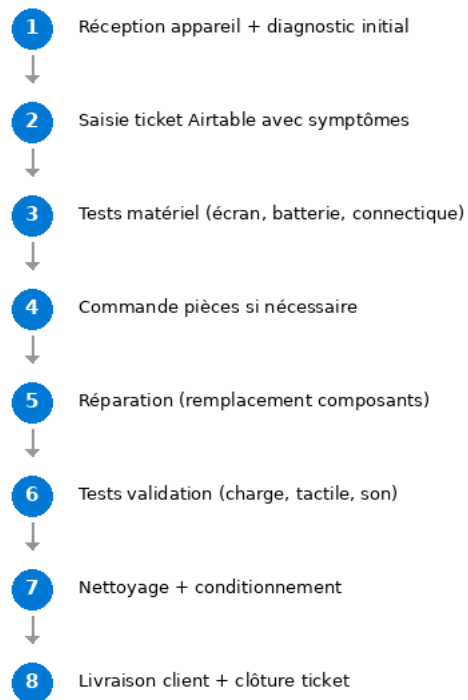 1 Réception appareil + diagnostic initial
2 Saisie ticket Airtable avec symptômes
3 Tests matériel (écran, batterie, connectique)
4 Commande pièces si nécessaire
5 Réparation (remplacement composants)
6 Tests validation (charge, tactile, son)
7 Nettoyage + conditionnement
8 Livraison client + clôture ticket